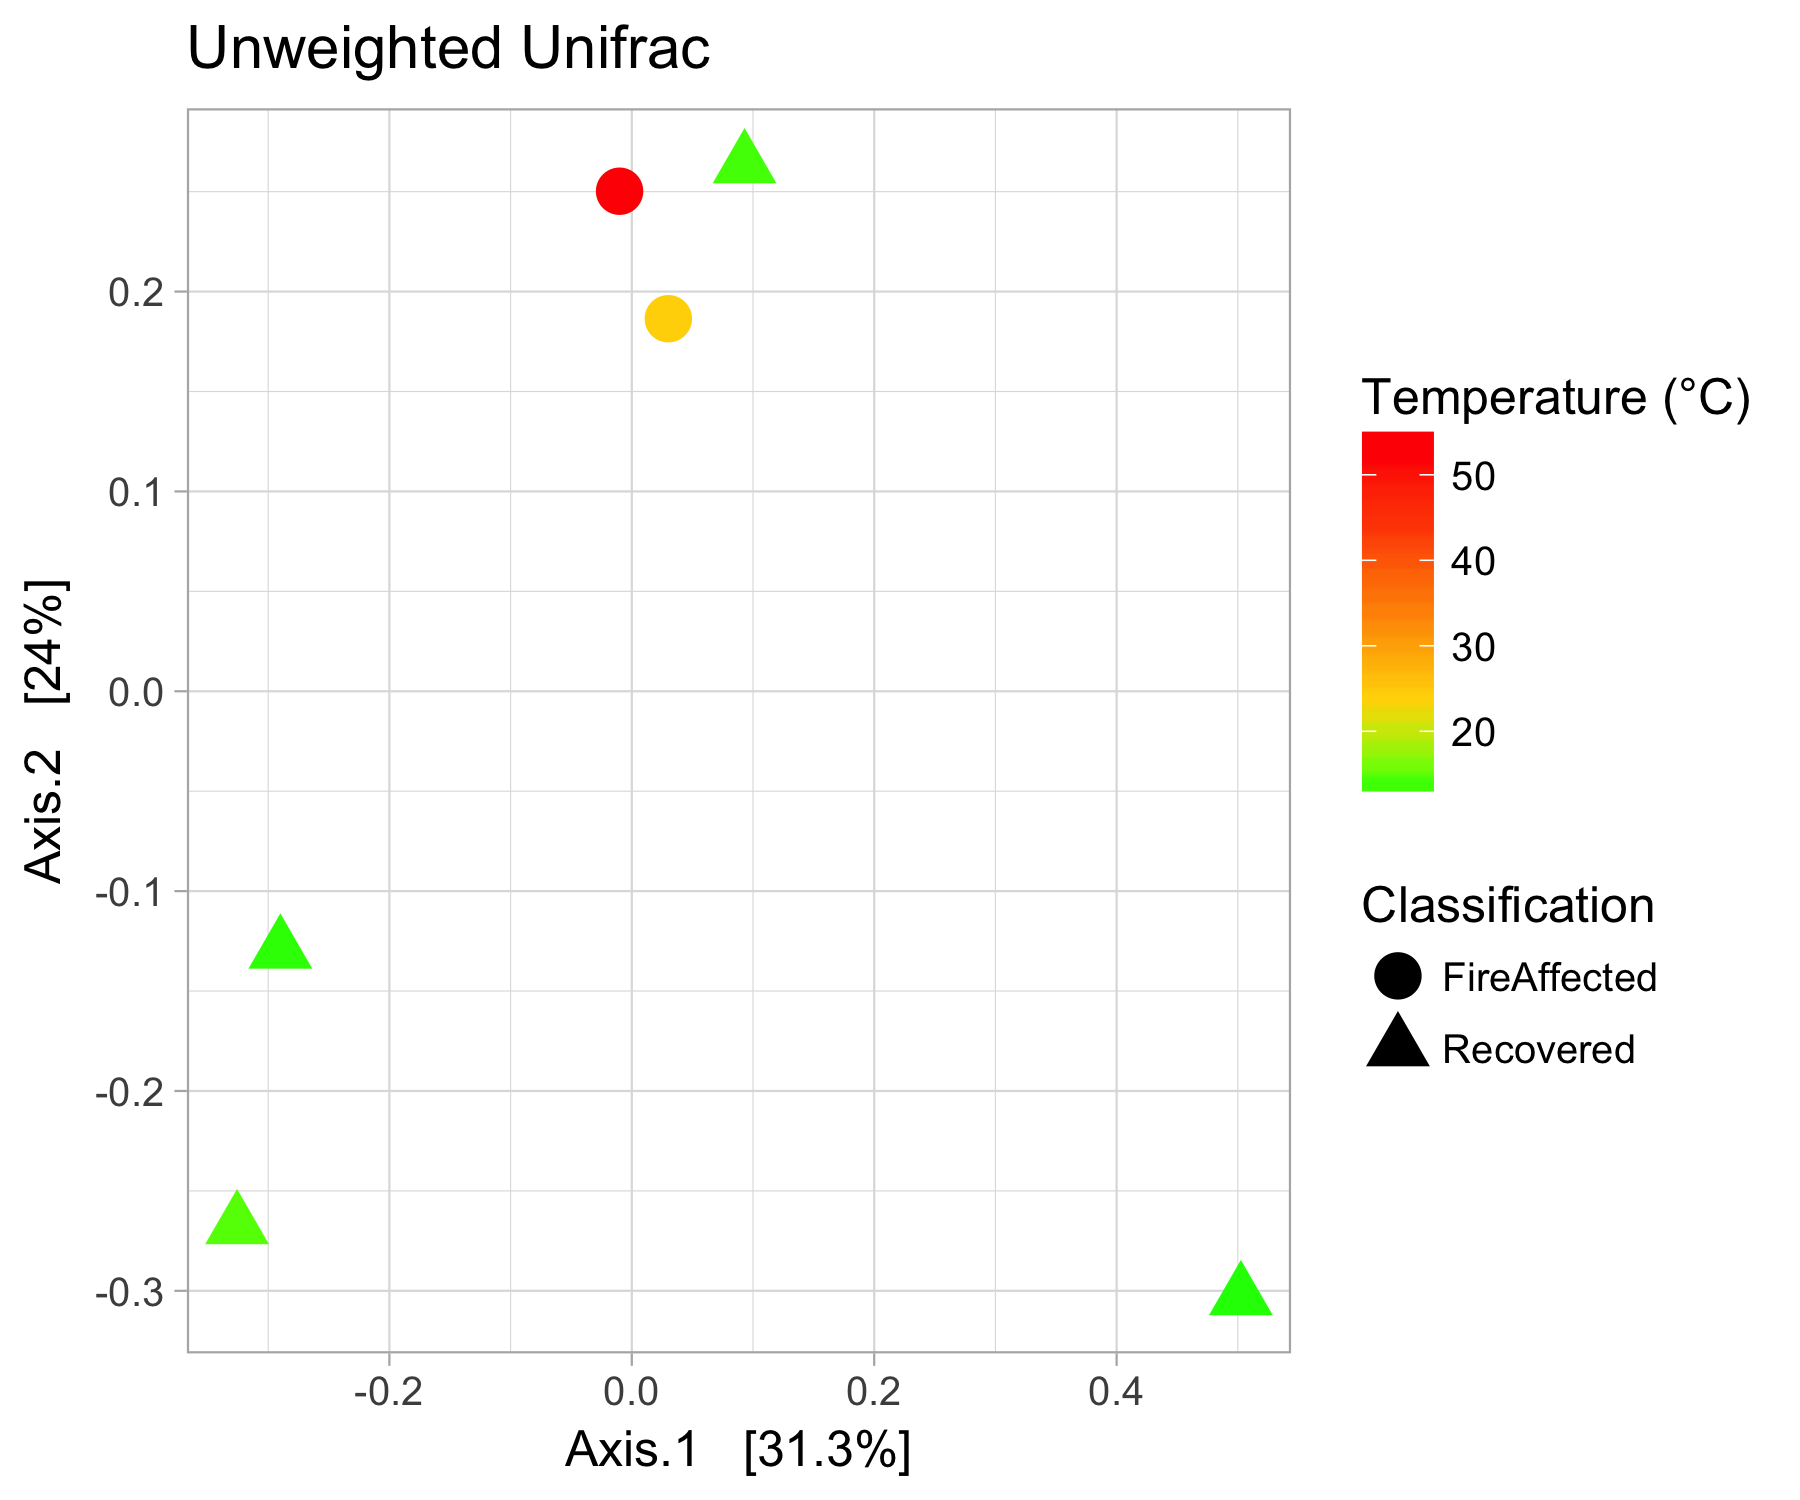 Unweighted Unifrac
0.2
0.1
0.0
-0.1
-0.2
-0.3
Axis.2 [24%]
-0.2 0.0 0.2 0.4
Axis.1 [31.3%]
Temperature (°C)
50
40
30
20
Classification
FireAffected
Recovered